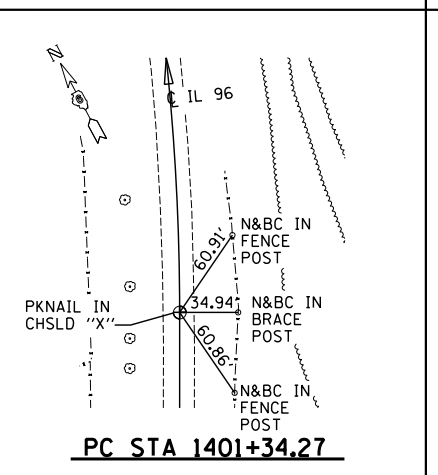 N
℄ IL 96
N&BC IN
FENCE
POST
60.91'
34.94'
N&BC IN
BRACE
POST
PKNAIL IN
CHSLD "X"
60.86'
N&BC IN
FENCE
POST
PC STA 1401+34.27